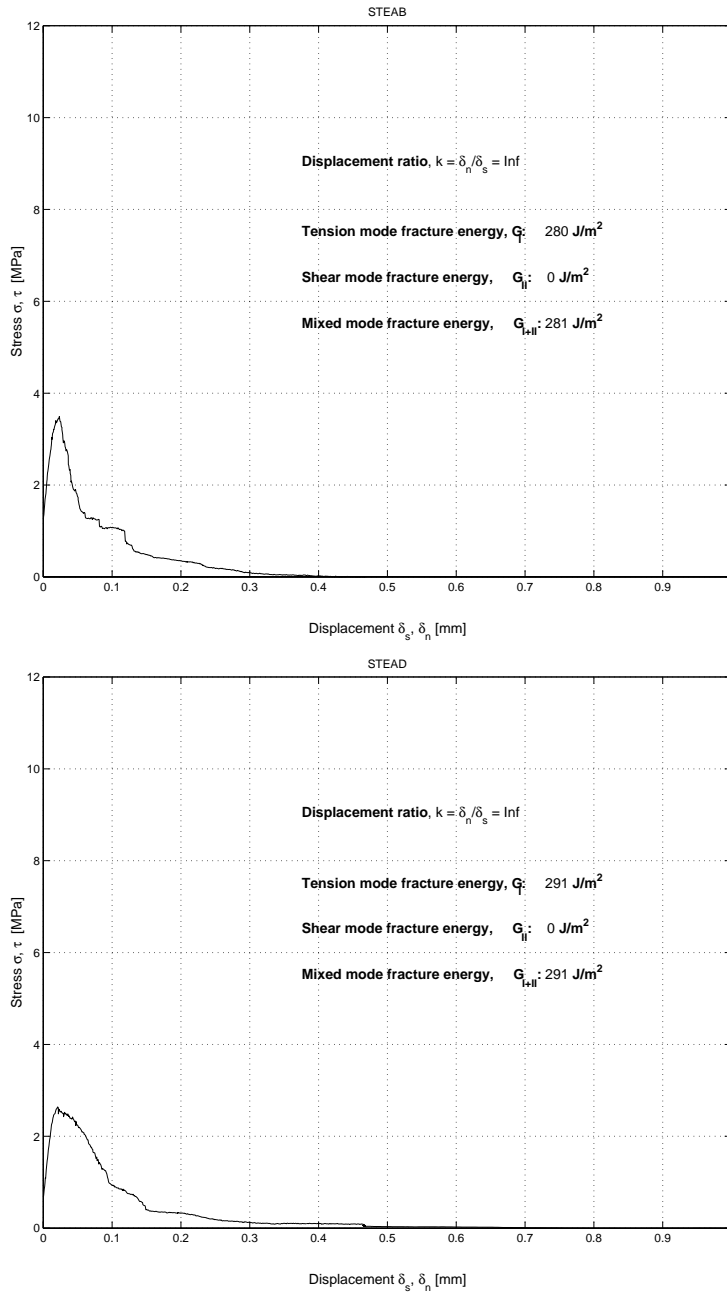 STEAB
12
10
8
6
4
2
0
Stress σ, τ [MPa]
Displacement ratio, k = δn/δs = Inf
Tension mode fracture energy, GI: 280 J/m2
Shear mode fracture energy, GII: 0 J/m2
Mixed mode fracture energy, GI+II: 281 J/m2
0 0.1 0.2 0.3 0.4 0.5 0.6 0.7 0.8 0.9
Displacement δs, δn [mm]
STEAD
12
10
8
6
4
2
0
Stress σ, τ [MPa]
Displacement ratio, k = δn/δs = Inf
Tension mode fracture energy, GI: 291 J/m2
Shear mode fracture energy, GII: 0 J/m2
Mixed mode fracture energy, GI+II: 291 J/m2
0 0.1 0.2 0.3 0.4 0.5 0.6 0.7 0.8 0.9
Displacement δs, δn [mm]